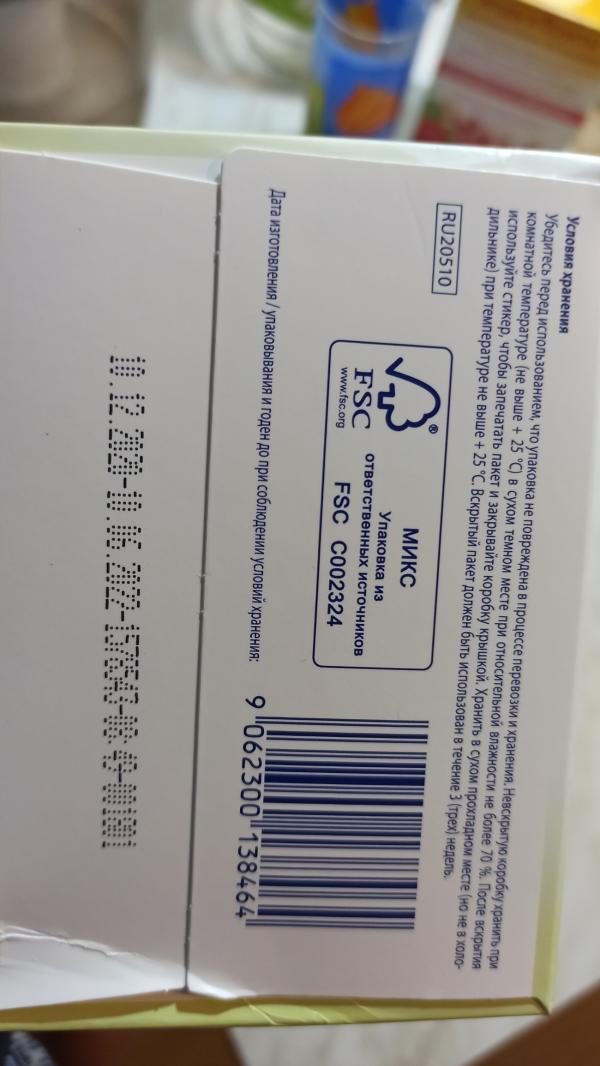 Условия хранения
Убедитесь перед использованием, что упаковка не повреждена в процессе перевозки и хранения. Невскрытую коробку хранить при
комнатной температуре (не выше + 25 °C) в сухом темном месте при относительной влажности не более 70 %. После вскрытия
используйте стикер, чтобы запечатать пакет и закрывайте коробку крышкой. Хранить в сухом прохладном месте (но не в холо-
дильнике) при температуре не выше + 25 °C. Вскрытый пакет должен быть использован в течение 3 (трех) недель.
RU20510
®
FSC
www.fsc.org
МИКС
Упаковка из
ответственных источников
FSC C002324
9 062300 138464
Дата изготовления / упаковывания и годен до при соблюдении условий хранения:
10.12.2020-10.06.2022-1578547-08: